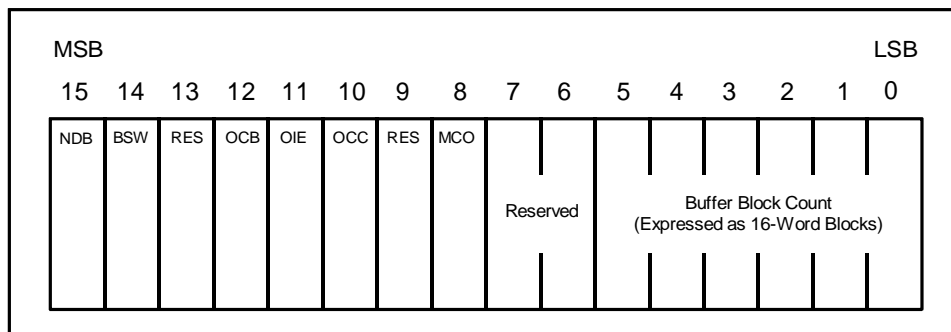 MSB LSB
15 14 13 12 11 10 9 8 7 6 5 4 3 2 1 0
NDB BSW RES OCB OIE OCC RES MCO
Reserved
Buffer Block Count
(Expressed as 16-Word Blocks)